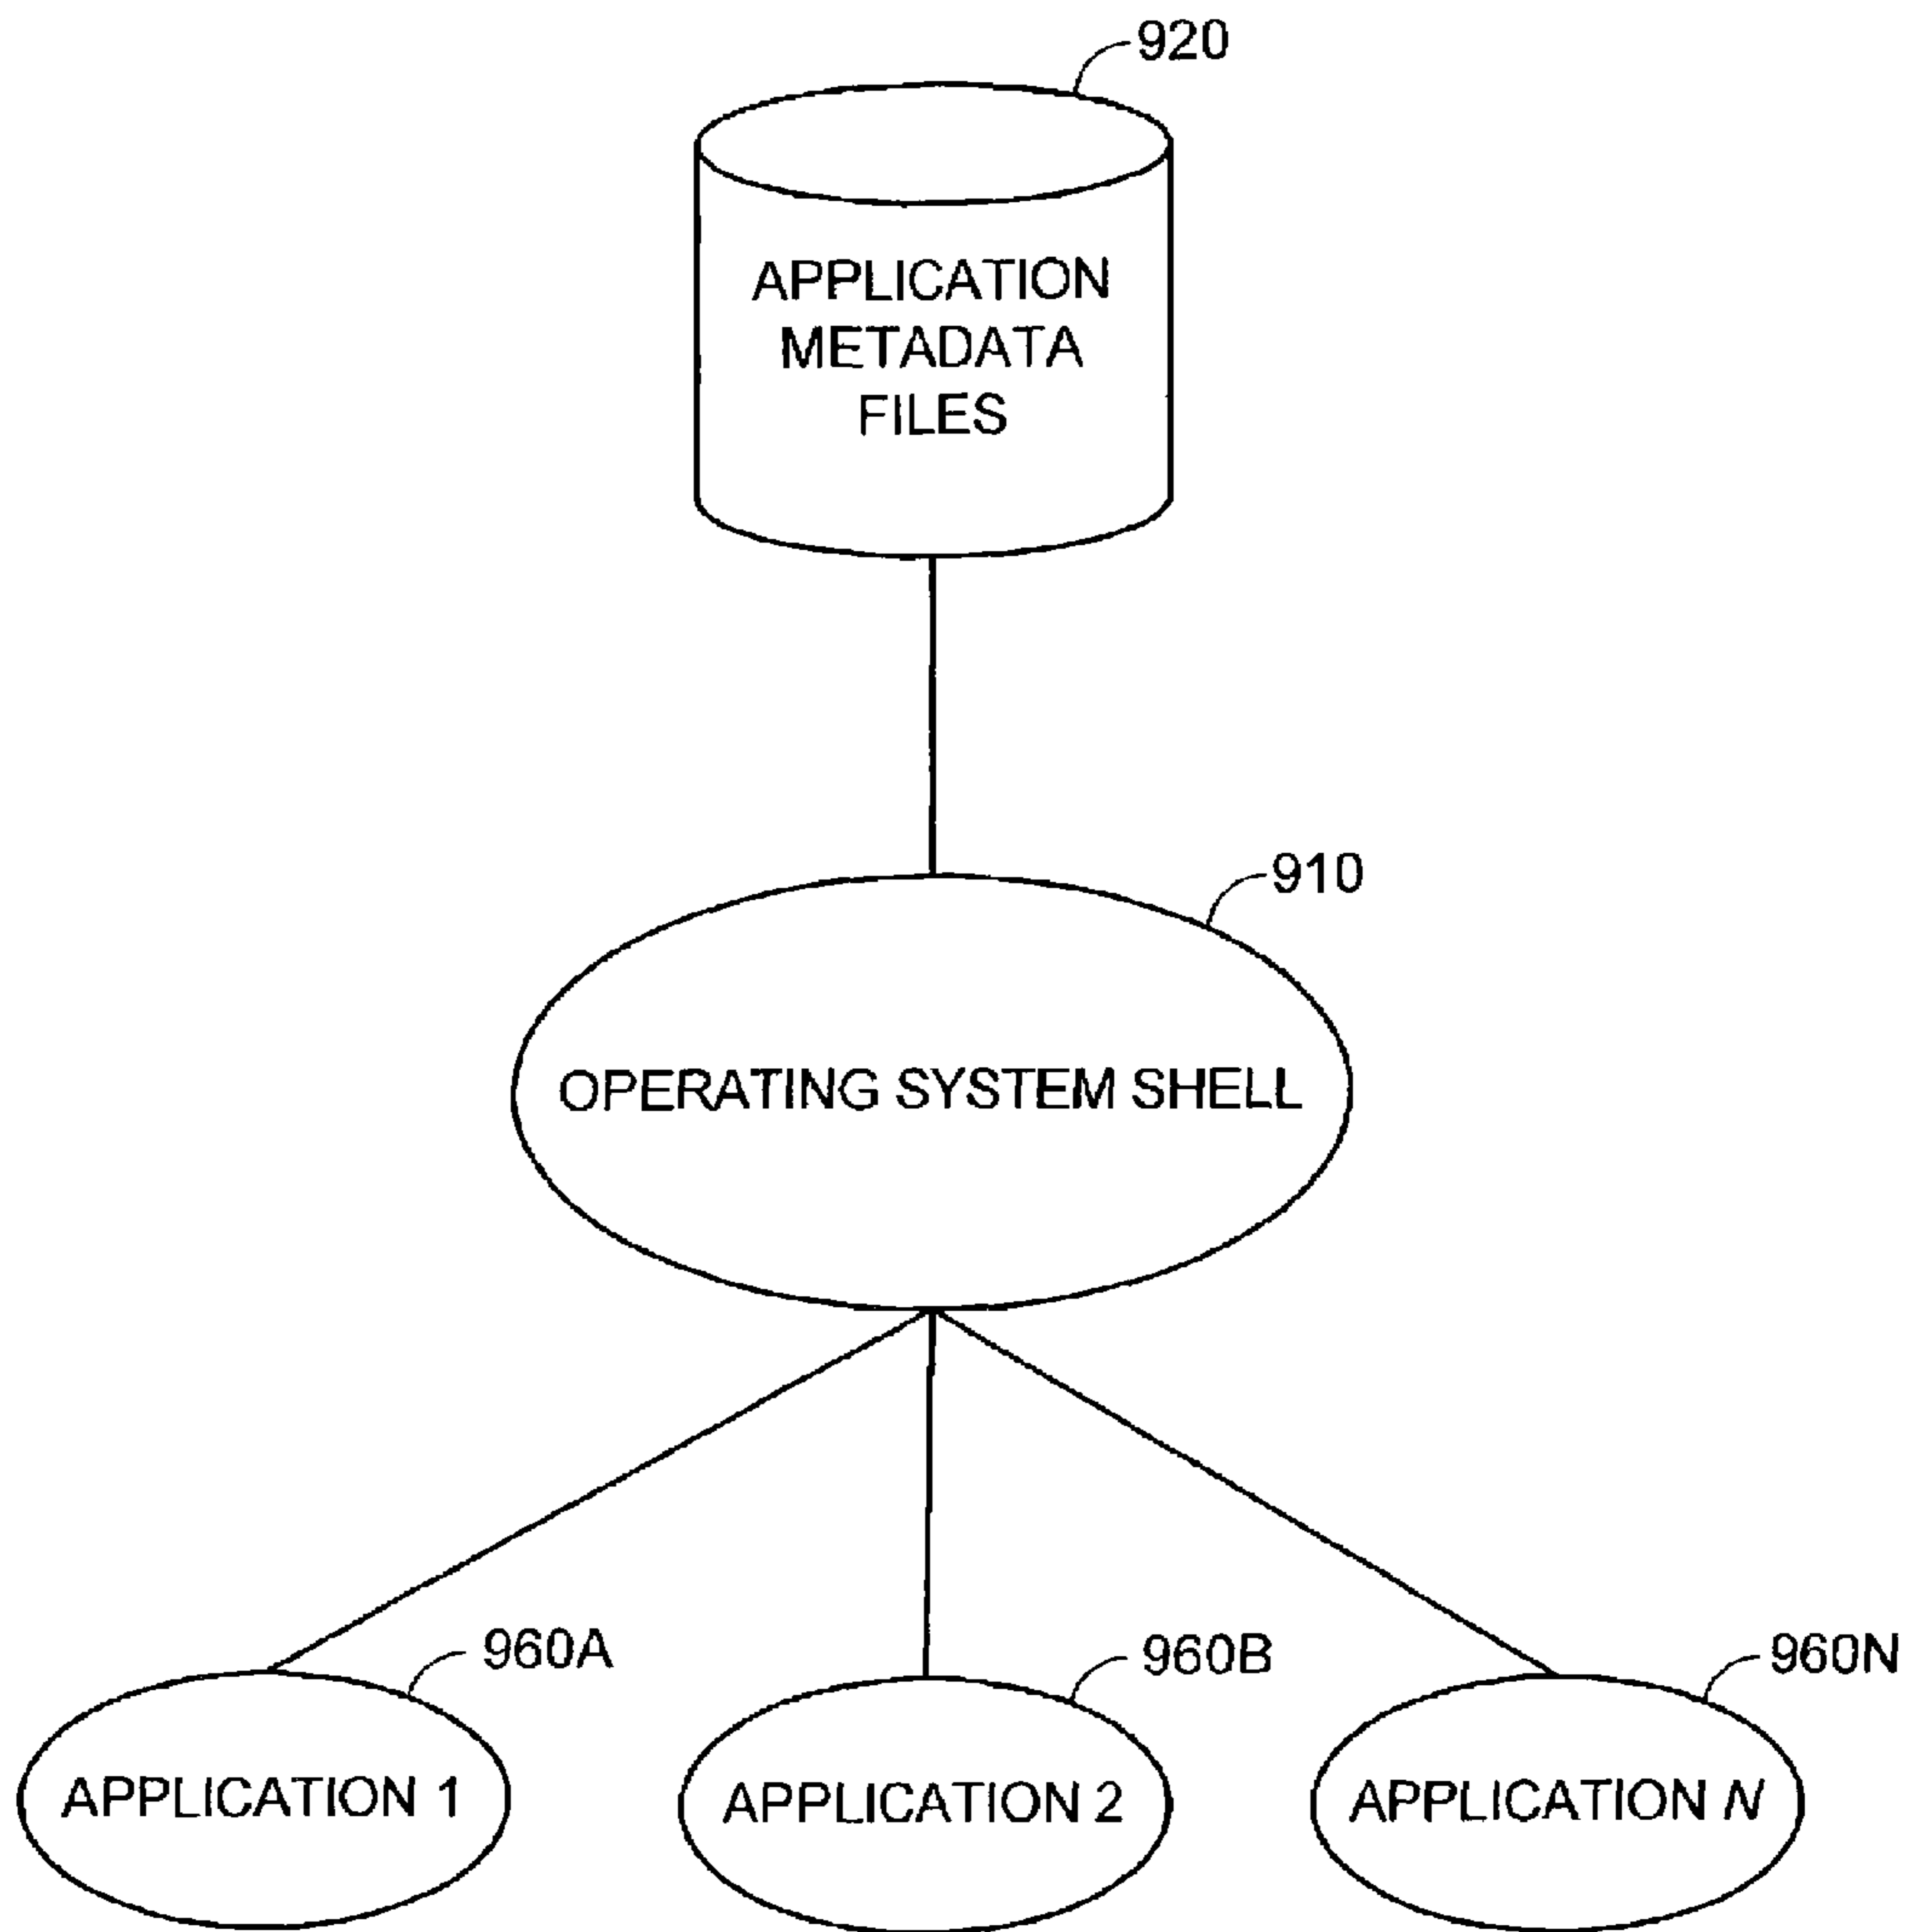 920
APPLICATION
METADATA
FILES
910
OPERATING SYSTEM SHELL
960A
960B
960N
APPLICATION 1
APPLICATION 2
APPLICATION N